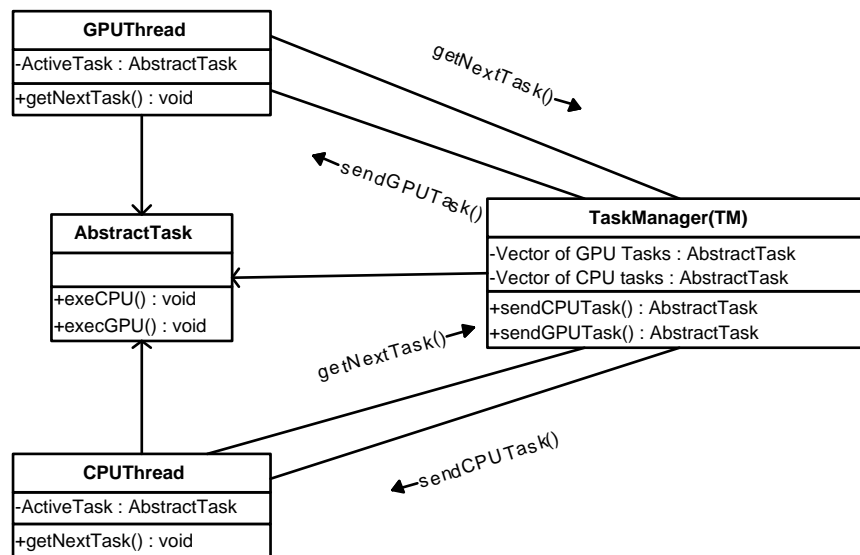 GPUThread
-ActiveTask : AbstractTask
+getNextTask() : void
getNextTask()
sendGPUTask()
AbstractTask
+exeCPU() : void
+execGPU() : void
TaskManager(TM)
-Vector of GPU Tasks : AbstractTask
-Vector of CPU tasks : AbstractTask
+sendCPUTask() : AbstractTask
+sendGPUTask() : AbstractTask
getNextTask()
sendCPUTask()
CPUThread
-ActiveTask : AbstractTask
+getNextTask() : void